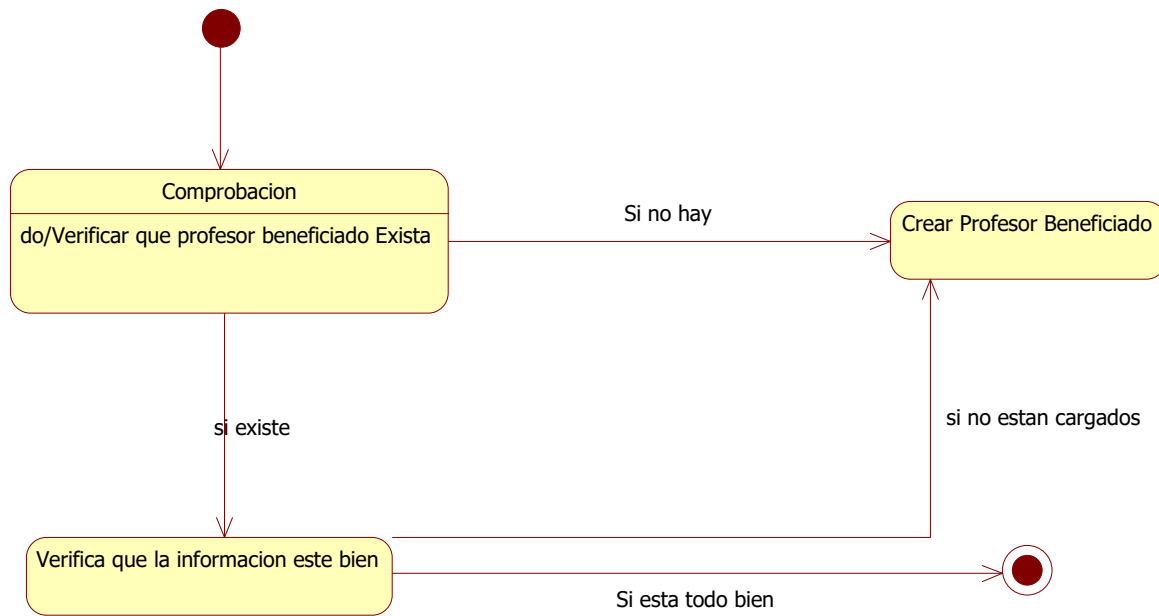 Comprobacion
do/Verificar que profesor beneficiado Exista
Si no hay
Crear Profesor Beneficiado
si existe
si no estan cargados
Verifica que la informacion este bien
Si esta todo bien